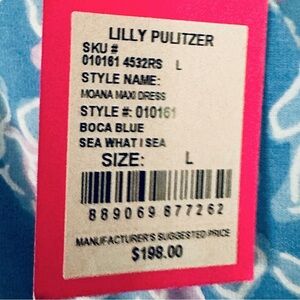 LILLY PULITZER
SKU #
010161 4532RS L
STYLE NAME:
MOANA MAXI DRESS
STYLE #: 010161
BOCA BLUE
SEA WHAT I SEA
SIZE: L
889069 877262
MANUFACTURER'S SUGGESTED PRICE
$198.00